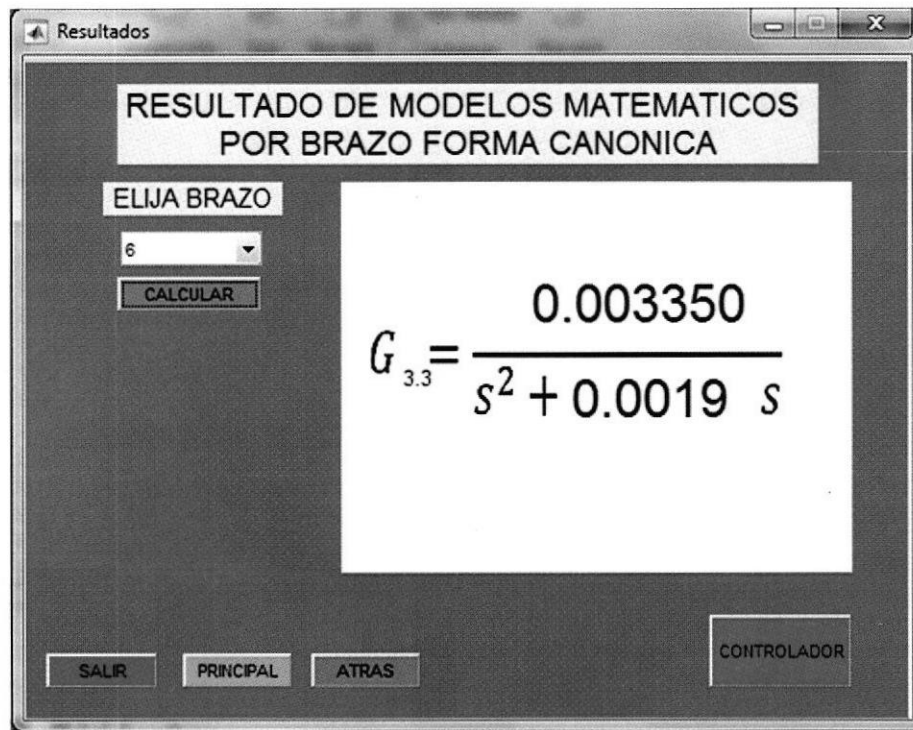 Resultados
RESULTADO DE MODELOS MATEMATICOS
POR BRAZO FORMA CANONICA
ELIJA BRAZO
6
CALCULAR
0.003350
G 3.3 =
s² + 0.0019 s
SALIR
PRINCIPAL
ATRAS
CONTROLADOR